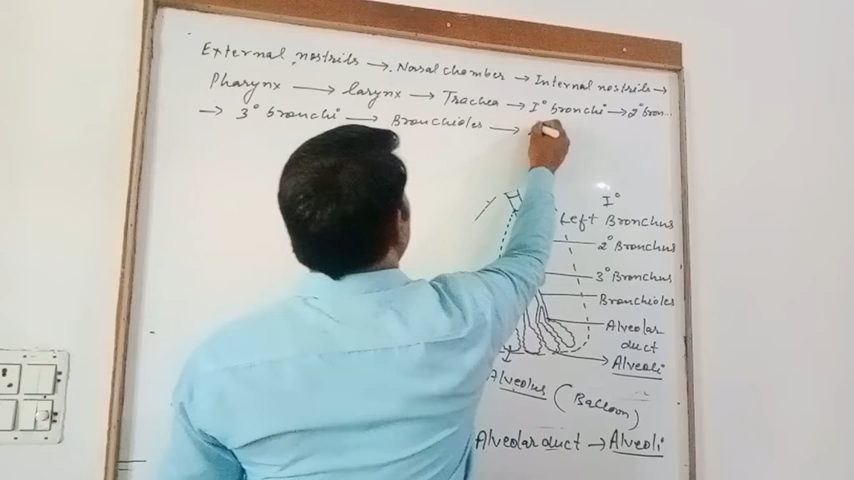 External nostrils → Nasal chamber → Internal nostrils →
Pharynx → larynx → Trachea → I° bronchi → 2° bron...
→ 3° bronchi → Bronchioles →
I°
Left Bronchus
2° Bronchus
3° Bronchus
Bronchioles
Alveolar
duct
Alveoli
Alveolus (Balloon)
Alveolar duct → Alveoli